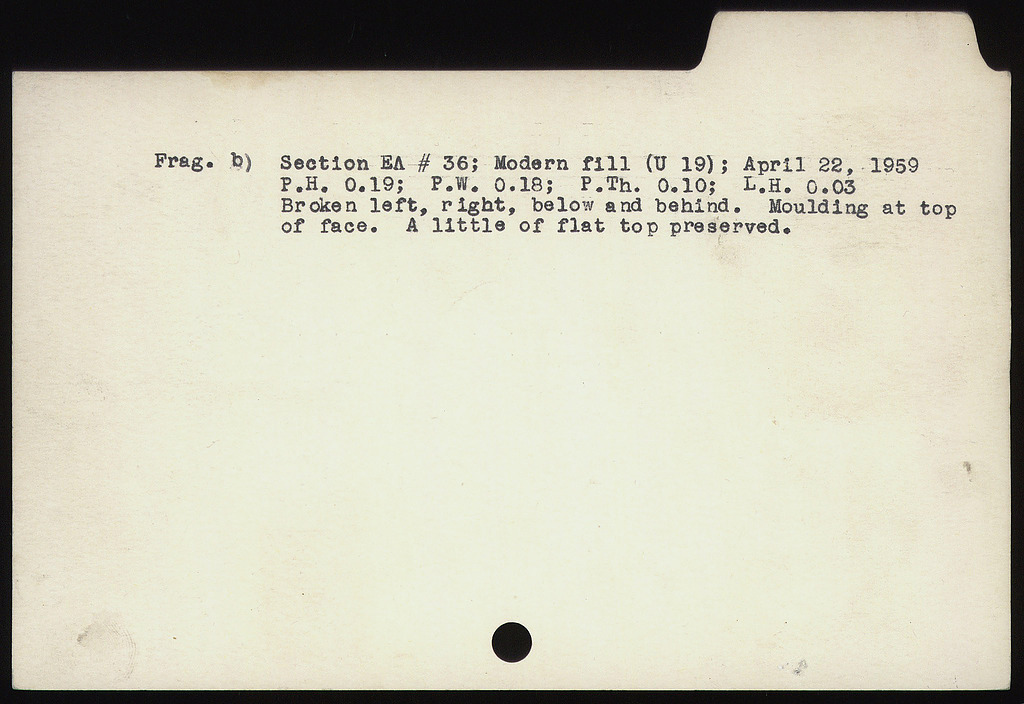 Frag. b) Section EΛ # 36; Modern fill (U 19); April 22, 1959
P.H. 0.19; P.W. 0.18; P.Th. 0.10; L.H. 0.03
Broken left, right, below and behind. Moulding at top
of face. A little of flat top preserved.